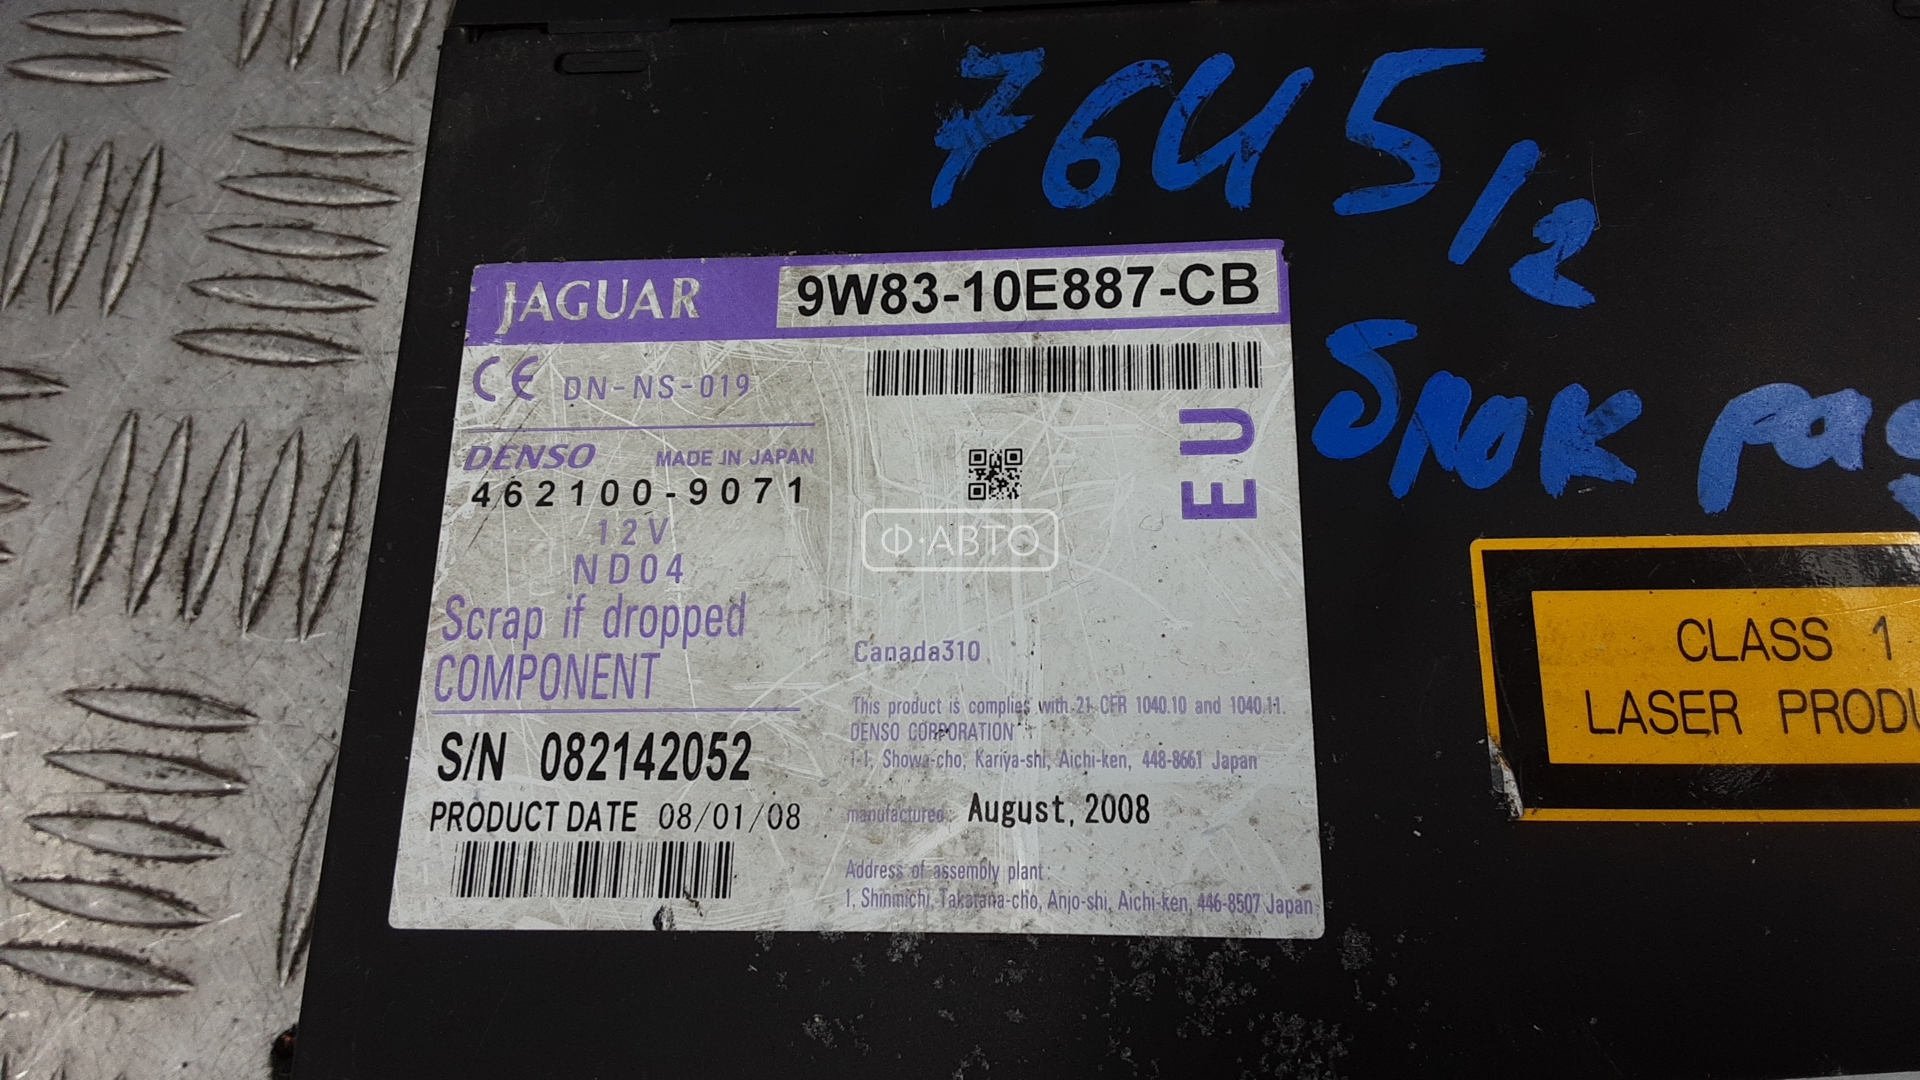 764 5/2
JAGUAR 9W83-10E887-CB
CE DN-NS-019
EU
DENSO MADE IN JAPAN
462100-9071
12V
ND04
Ф·АВТО
Scrap if dropped
COMPONENT
Canada310
This product is complies with 21 CFR 1040.10 and 1040.11.
DENSO CORPORATION
1-1, Showa-cho, Kariya-shi, Aichi-ken, 448-8661 Japan
S/N 082142052
PRODUCT DATE 08/01/08
manufactured: August, 2008
Address of assembly plant:
1, Shinmichi, Takatana-cho, Anjo-shi, Aichi-ken, 446-8507 Japan
CLASS 1
LASER PRODU